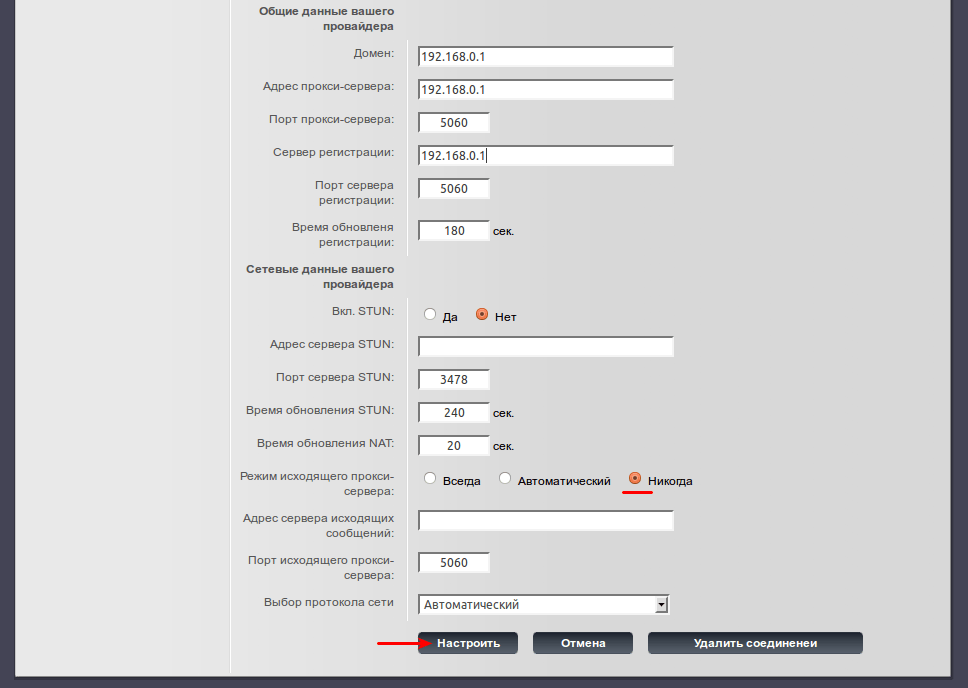 Общие данные вашего
провайдера
Домен:
192.168.0.1
Адрес прокси-сервера:
192.168.0.1
Порт прокси-сервера:
5060
Сервер регистрации:
192.168.0.1
Порт сервера
регистрации:
5060
Время обновленя
регистрации:
180 сек.
Сетевые данные вашего
провайдера
Вкл. STUN:
Да Нет
Адрес сервера STUN:
Порт сервера STUN:
3478
Время обновления STUN:
240 сек.
Время обновления NAT:
20 сек.
Режим исходящего прокси-
сервера:
Всегда Автоматический Никогда
Адрес сервера исходящих
сообщений:
Порт исходящего прокси-
сервера:
5060
Выбор протокола сети
Автоматический
Настроить Отмена Удалить соединенеи